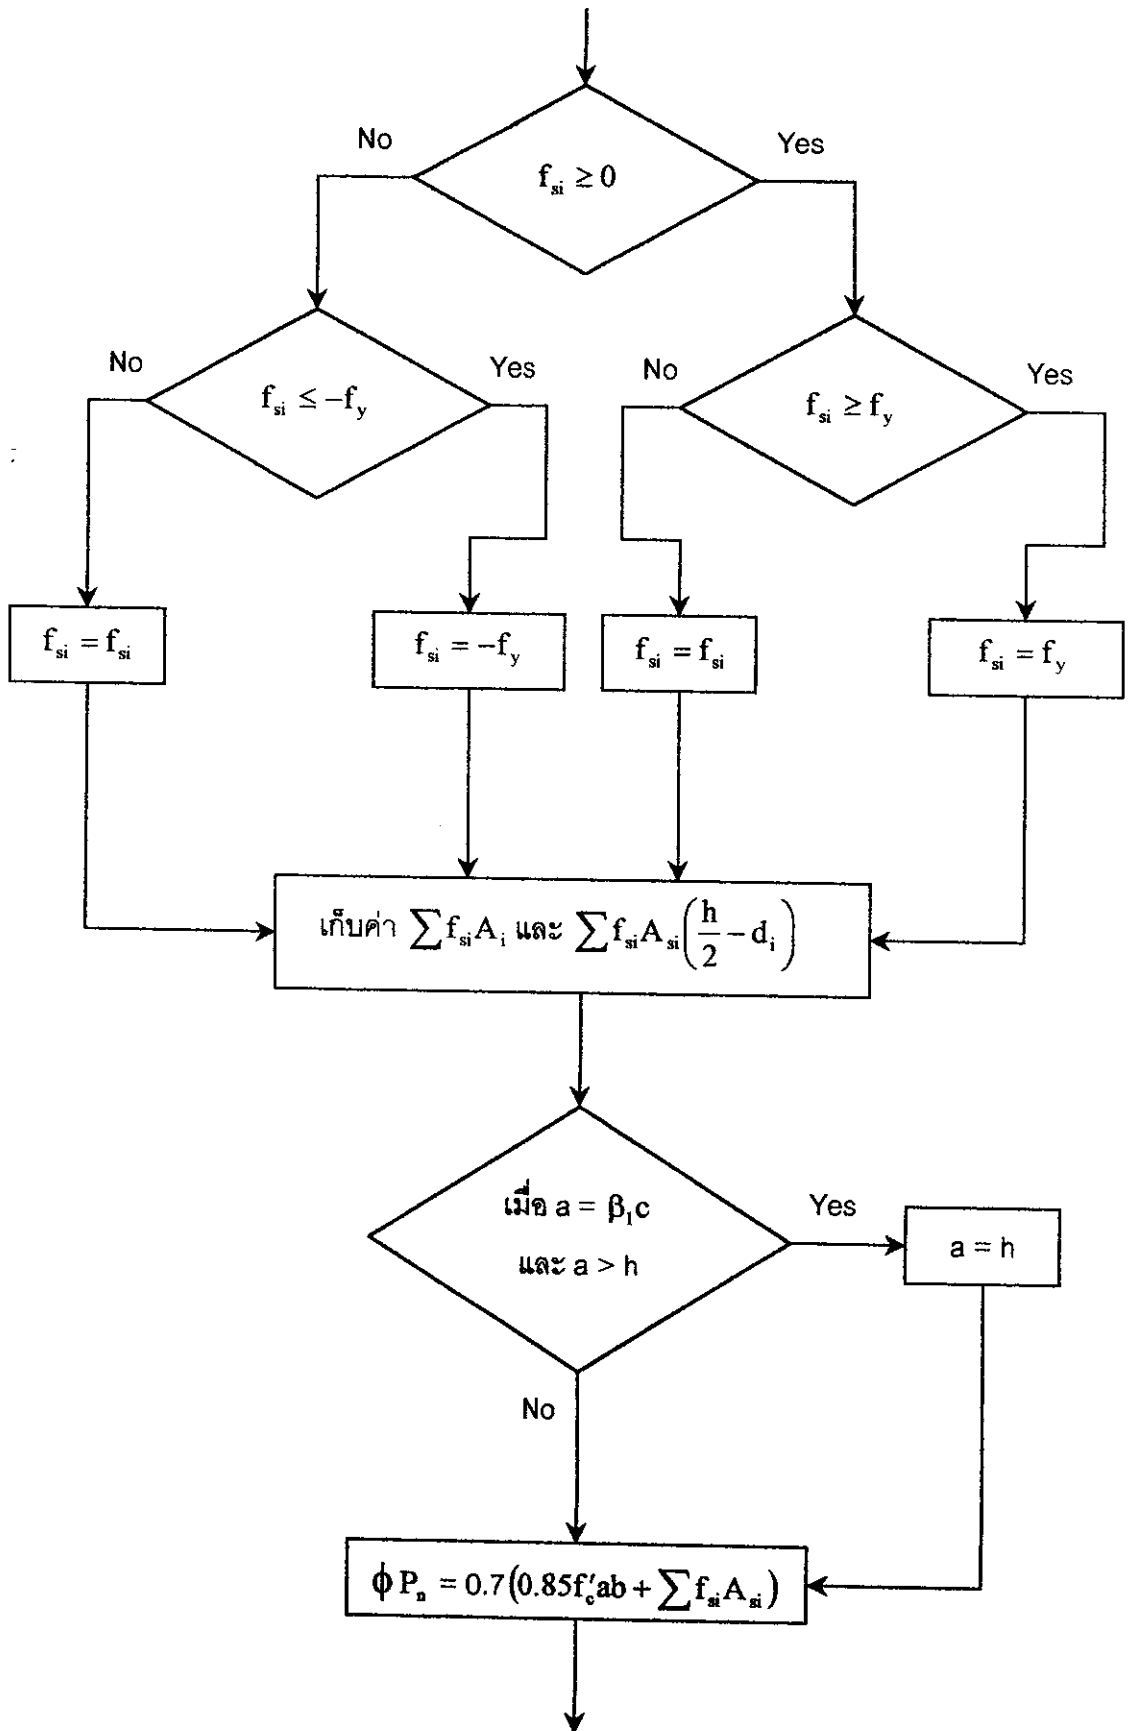 No
Yes
f_si ≥ 0
No
Yes
No
Yes
f_si ≤ −f_y
f_si ≥ f_y
f_si = f_si
f_si = −f_y
f_si = f_si
f_si = f_y
เก็บค่า ∑ f_si A_i และ ∑ f_si A_si (h/2 − d_i)
เมื่อ a = β₁c
และ a > h
Yes
a = h
No
ϕ P_n = 0.7(0.85f′_c ab + ∑ f_si A_si)